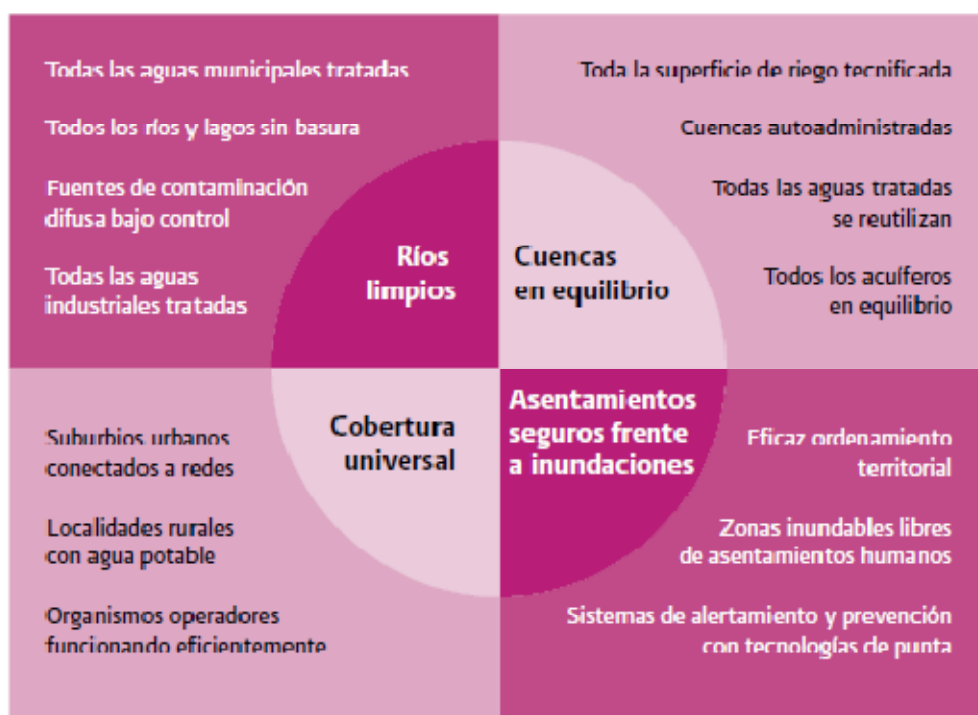 Todas las aguas municipales tratadas
Todos los ríos y lagos sin basura
Fuentes de contaminación
difusa bajo control
Todas las aguas
industriales tratadas
Ríos
limpios
Toda la superficie de riego tecnificada
Cuencas autoadministradas
Todas las aguas tratadas
se reutilizan
Todos los acuíferos
en equilibrio
Cuencas
en equilibrio
Suburbios urbanos
conectados a redes
Localidades rurales
con agua potable
Organismos operadores
funcionando eficientemente
Cobertura
universal
Asentamientos
seguros frente
a inundaciones
Eficaz ordenamiento
territorial
Zonas inundables libres
de asentamientos humanos
Sistemas de alertamiento y prevención
con tecnologías de punta